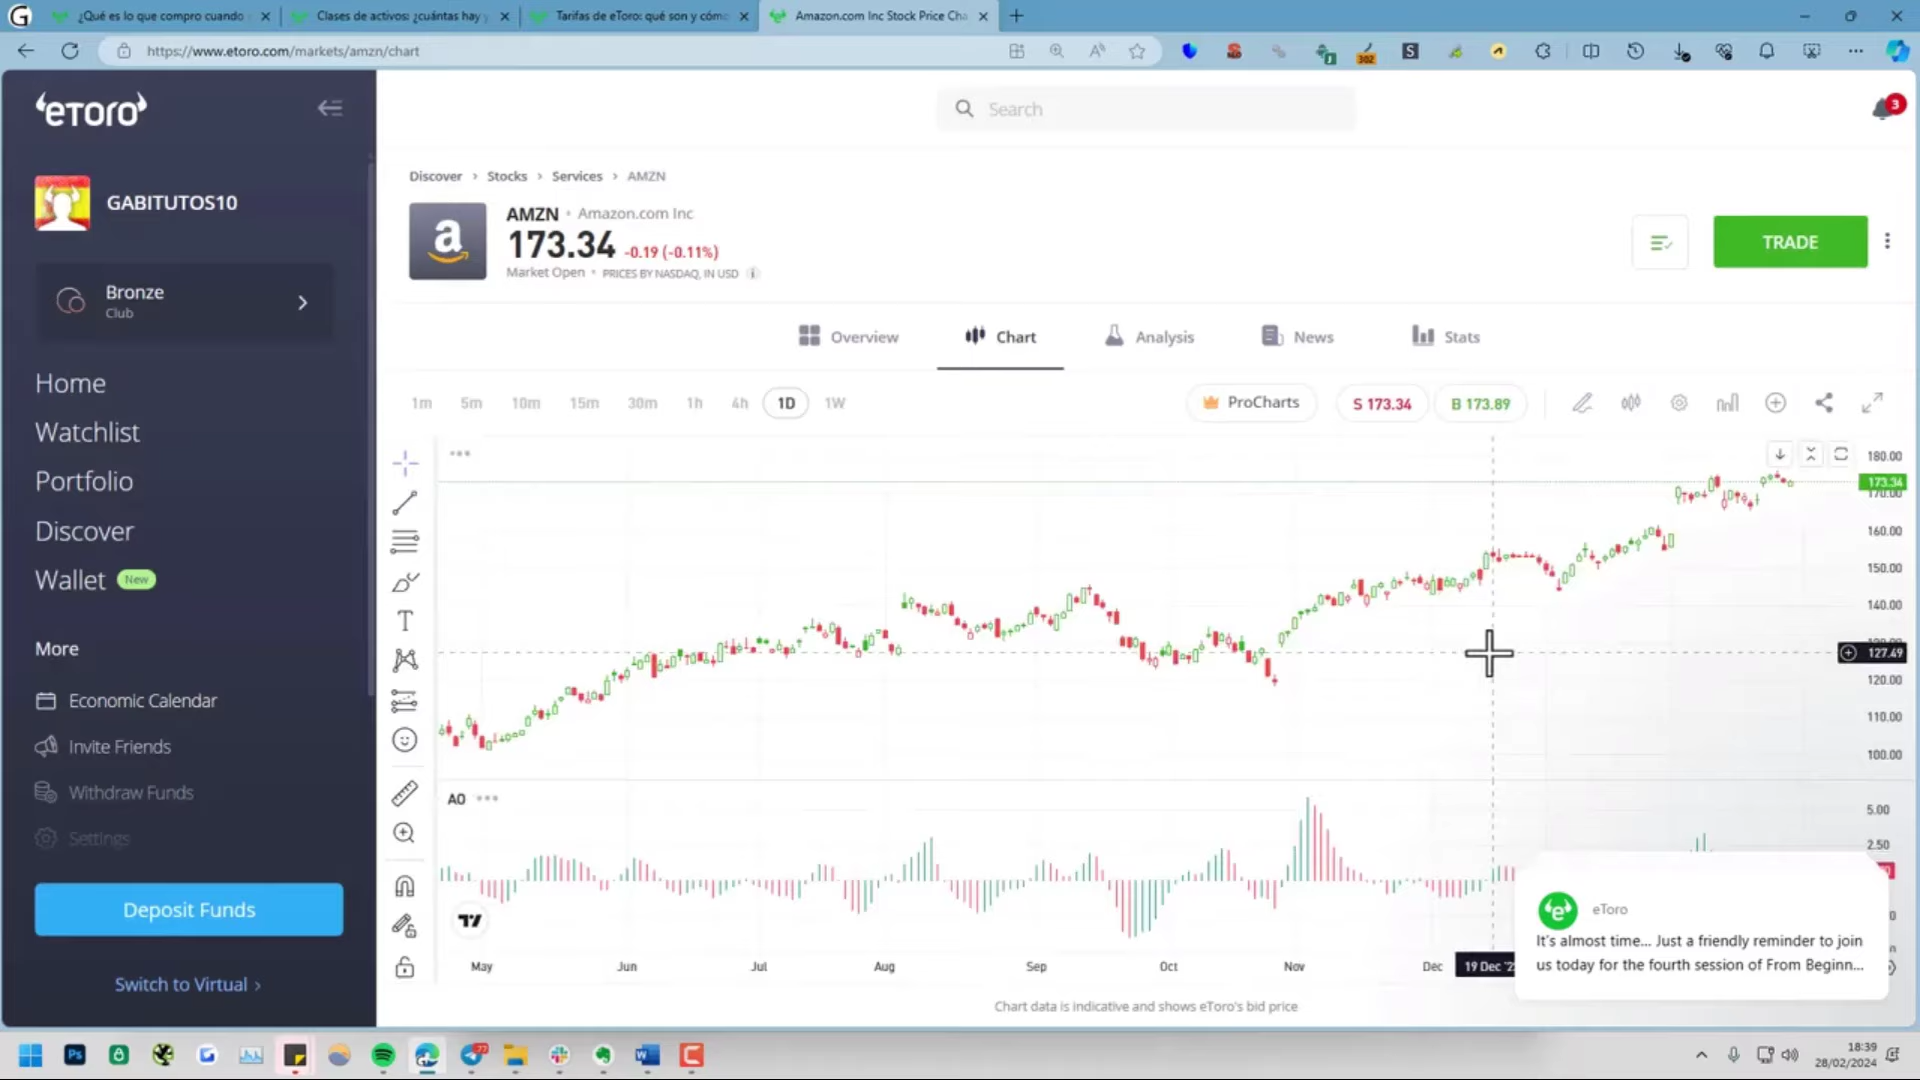 ¿Qué es lo que compro cuando
Clases de activos: ¿cuántas hay y
Tarifas de eToro: qué son y cómo
Amazon.com Inc Stock Price Cha
https://www.etoro.com/markets/amzn/chart
302
eToro
Search
3
GABITUTOS10
Bronze
Club
Home
Watchlist
Portfolio
Discover
Wallet New
More
Economic Calendar
Invite Friends
Withdraw Funds
Settings
Deposit Funds
Switch to Virtual ›
Discover › Stocks › Services › AMZN
AMZN • Amazon.com Inc
173.34 -0.19 (-0.11%)
Market Open • PRICES BY NASDAQ, IN USD
TRADE
Overview
Chart
Analysis
News
Stats
1m 5m 10m 15m 30m 1h 4h 1D 1W
ProCharts
S 173.34
B 173.89
180.00
173.34
170.00
160.00
150.00
140.00
127.49
120.00
110.00
100.00
AO
5.00
2.50
May Jun Jul Aug Sep Oct Nov Dec 19 Dec '2
eToro
It's almost time... Just a friendly reminder to join
us today for the fourth session of From Beginn...
Chart data is indicative and shows eToro's bid price
18:39
28/02/2024